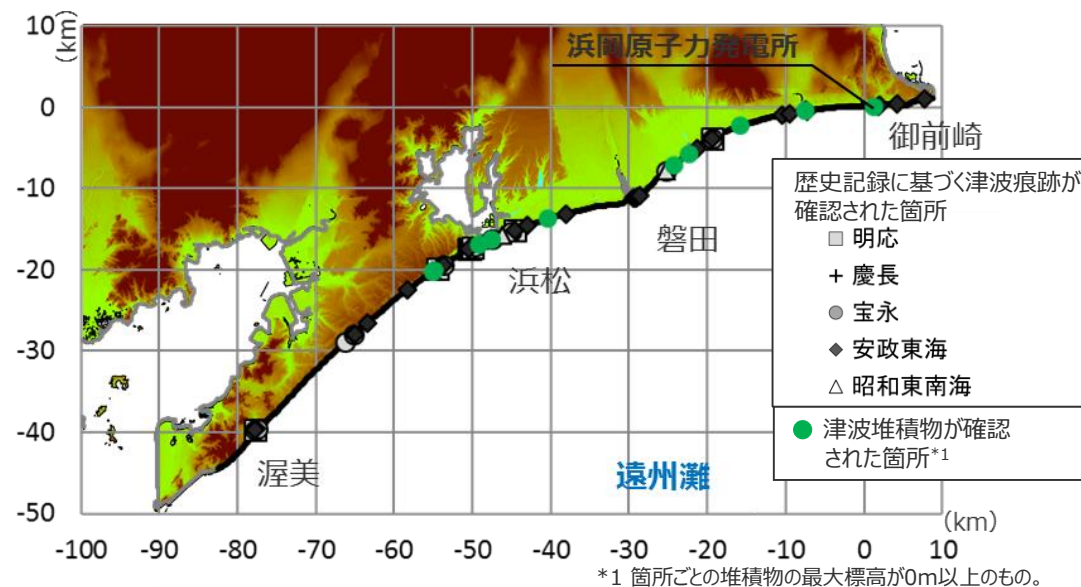 10
(km)
0
-10
-20
-30
-40
-50
浜岡原子力発電所
御前崎
磐田
浜松
渥美
遠州灘
歴史記録に基づく津波痕跡が
確認された箇所
明応
慶長
宝永
安政東海
昭和東南海
津波堆積物が確認
された箇所*1
(km)
-100 -90 -80 -70 -60 -50 -40 -30 -20 -10 0 10
*1 箇所ごとの堆積物の最大標高が0m以上のもの。